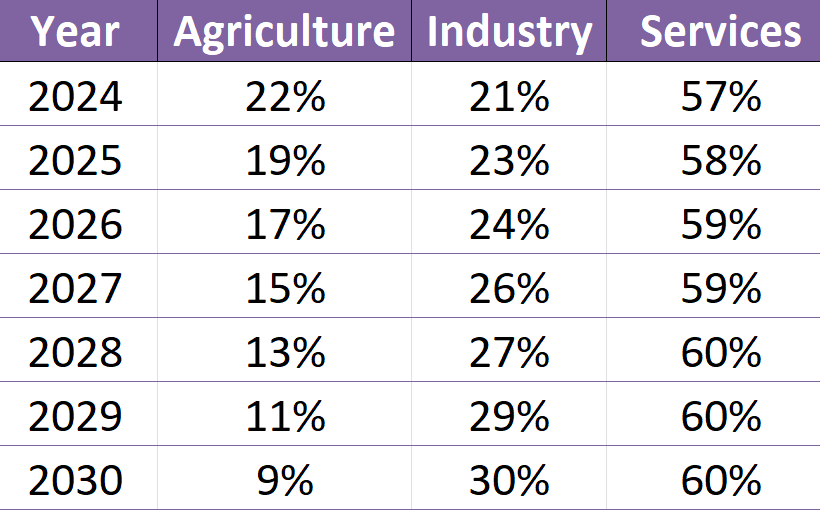 Year Agriculture Industry Services
2024 22% 21% 57%
2025 19% 23% 58%
2026 17% 24% 59%
2027 15% 26% 59%
2028 13% 27% 60%
2029 11% 29% 60%
2030 9% 30% 60%